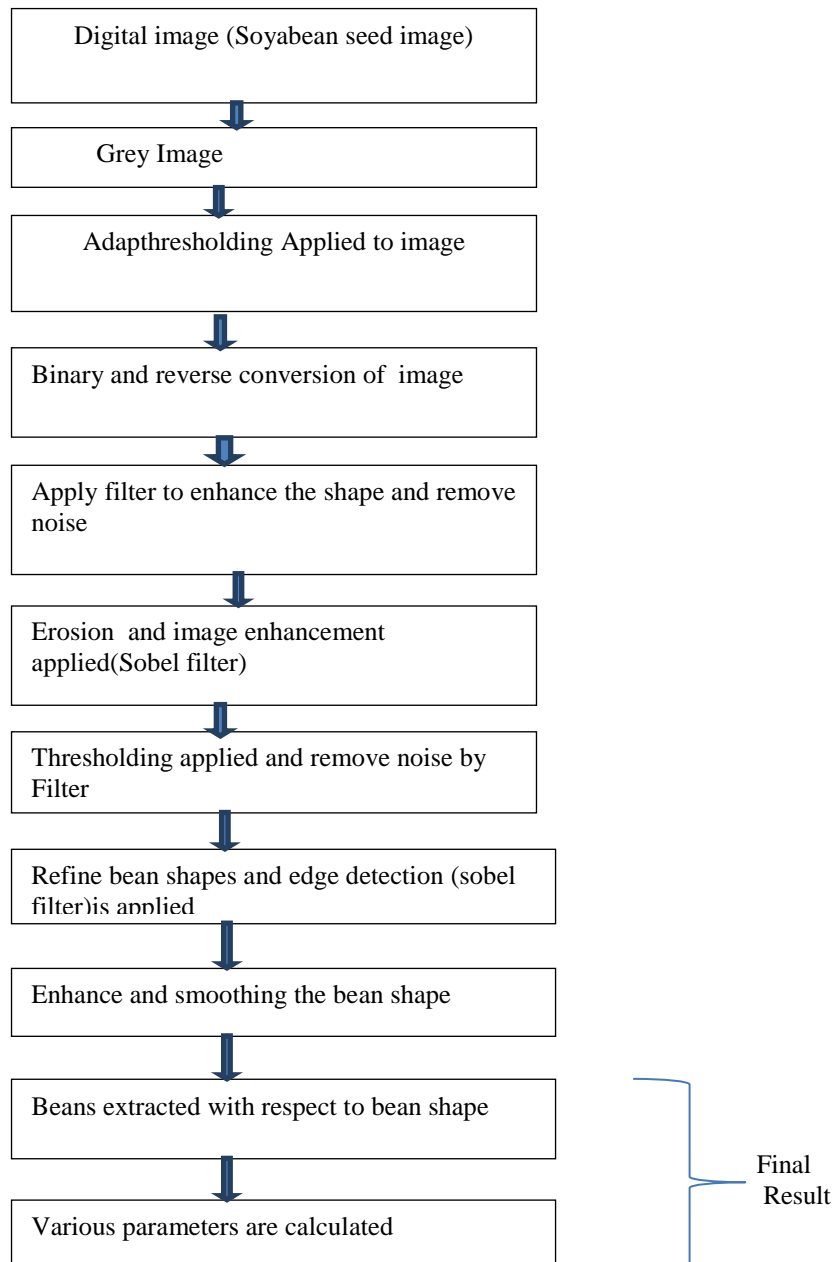 Digital image (Soyabean seed image)
Grey Image
Adapthresholding Applied to image
Binary and reverse conversion of  image
Apply filter to enhance the shape and remove
noise
Erosion  and image enhancement
applied(Sobel filter)
Thresholding applied and remove noise by
Filter
Refine bean shapes and edge detection (sobel
filter)is applied
Enhance and smoothing the bean shape
Beans extracted with respect to bean shape
Final
Result
Various parameters are calculated